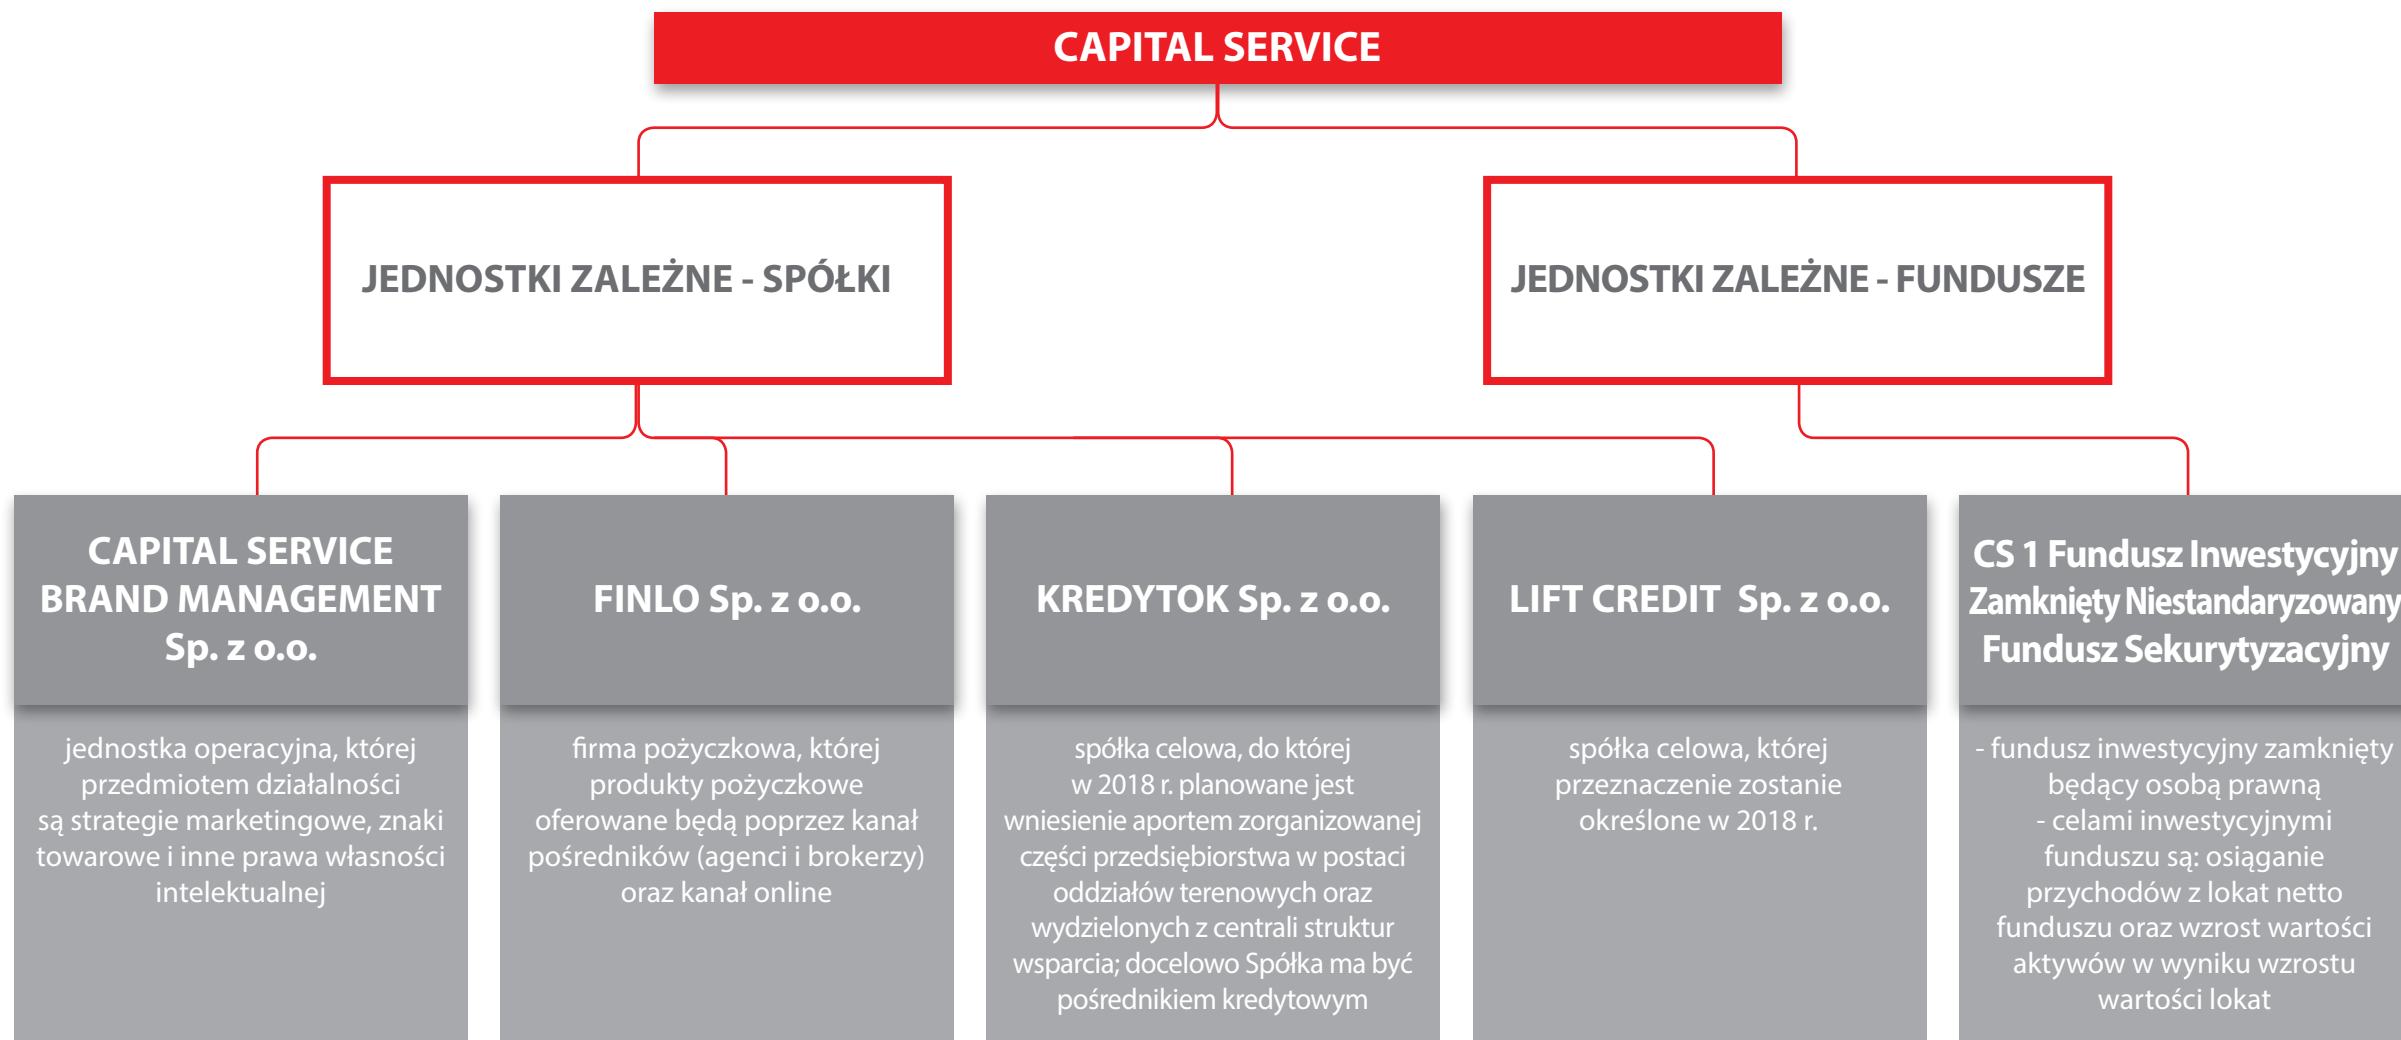 CAPITAL SERVICE
JEDNOSTKI ZALEŻNE - SPÓŁKI
JEDNOSTKI ZALEŻNE - FUNDUSZE
CAPITAL SERVICE
BRAND MANAGEMENT
Sp. z o.o.
jednostka operacyjna, której
przedmiotem działalności
są strategie marketingowe, znaki
towarowe i inne prawa własności
intelektualnej
FINLO Sp. z o.o.
firma pożyczkowa, której
produkty pożyczkowe
oferowane będą poprzez kanał
pośredników (agenci i brokerzy)
oraz kanał online
KREDYTOK Sp. z o.o.
spółka celowa, do której
w 2018 r. planowane jest
wniesienie aportem zorganizowanej
części przedsiębiorstwa w postaci
oddziałów terenowych oraz
wydzielonych z centrali struktur
wsparcia; docelowo Spółka ma być
pośrednikiem kredytowym
LIFT CREDIT Sp. z o.o.
spółka celowa, której
przeznaczenie zostanie
określone w 2018 r.
CS 1 Fundusz Inwestycyjny
Zamknięty Niestandaryzowany
Fundusz Sekurytyzacyjny
- fundusz inwestycyjny zamknięty
będący osobą prawną
- celami inwestycyjnymi
funduszu są: osiąganie
przychodów z lokat netto
funduszu oraz wzrost wartości
aktywów w wyniku wzrostu
wartości lokat